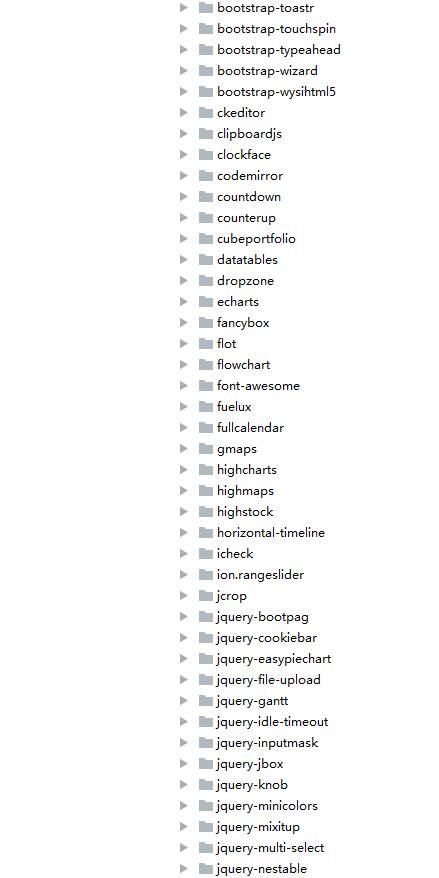 bootstrap-toastr
bootstrap-touchspin
bootstrap-typeahead
bootstrap-wizard
bootstrap-wysihtml5
ckeditor
clipboardjs
clockface
codemirror
countdown
counterup
cubeportfolio
datatables
dropzone
echarts
fancybox
flot
flowchart
font-awesome
fuelux
fullcalendar
gmaps
highcharts
highmaps
highstock
horizontal-timeline
icheck
ion.rangeslider
jcrop
jquery-bootpag
jquery-cookiebar
jquery-easypiechart
jquery-file-upload
jquery-gantt
jquery-idle-timeout
jquery-inputmask
jquery-jbox
jquery-knob
jquery-minicolors
jquery-mixitup
jquery-multi-select
jquery-nestable